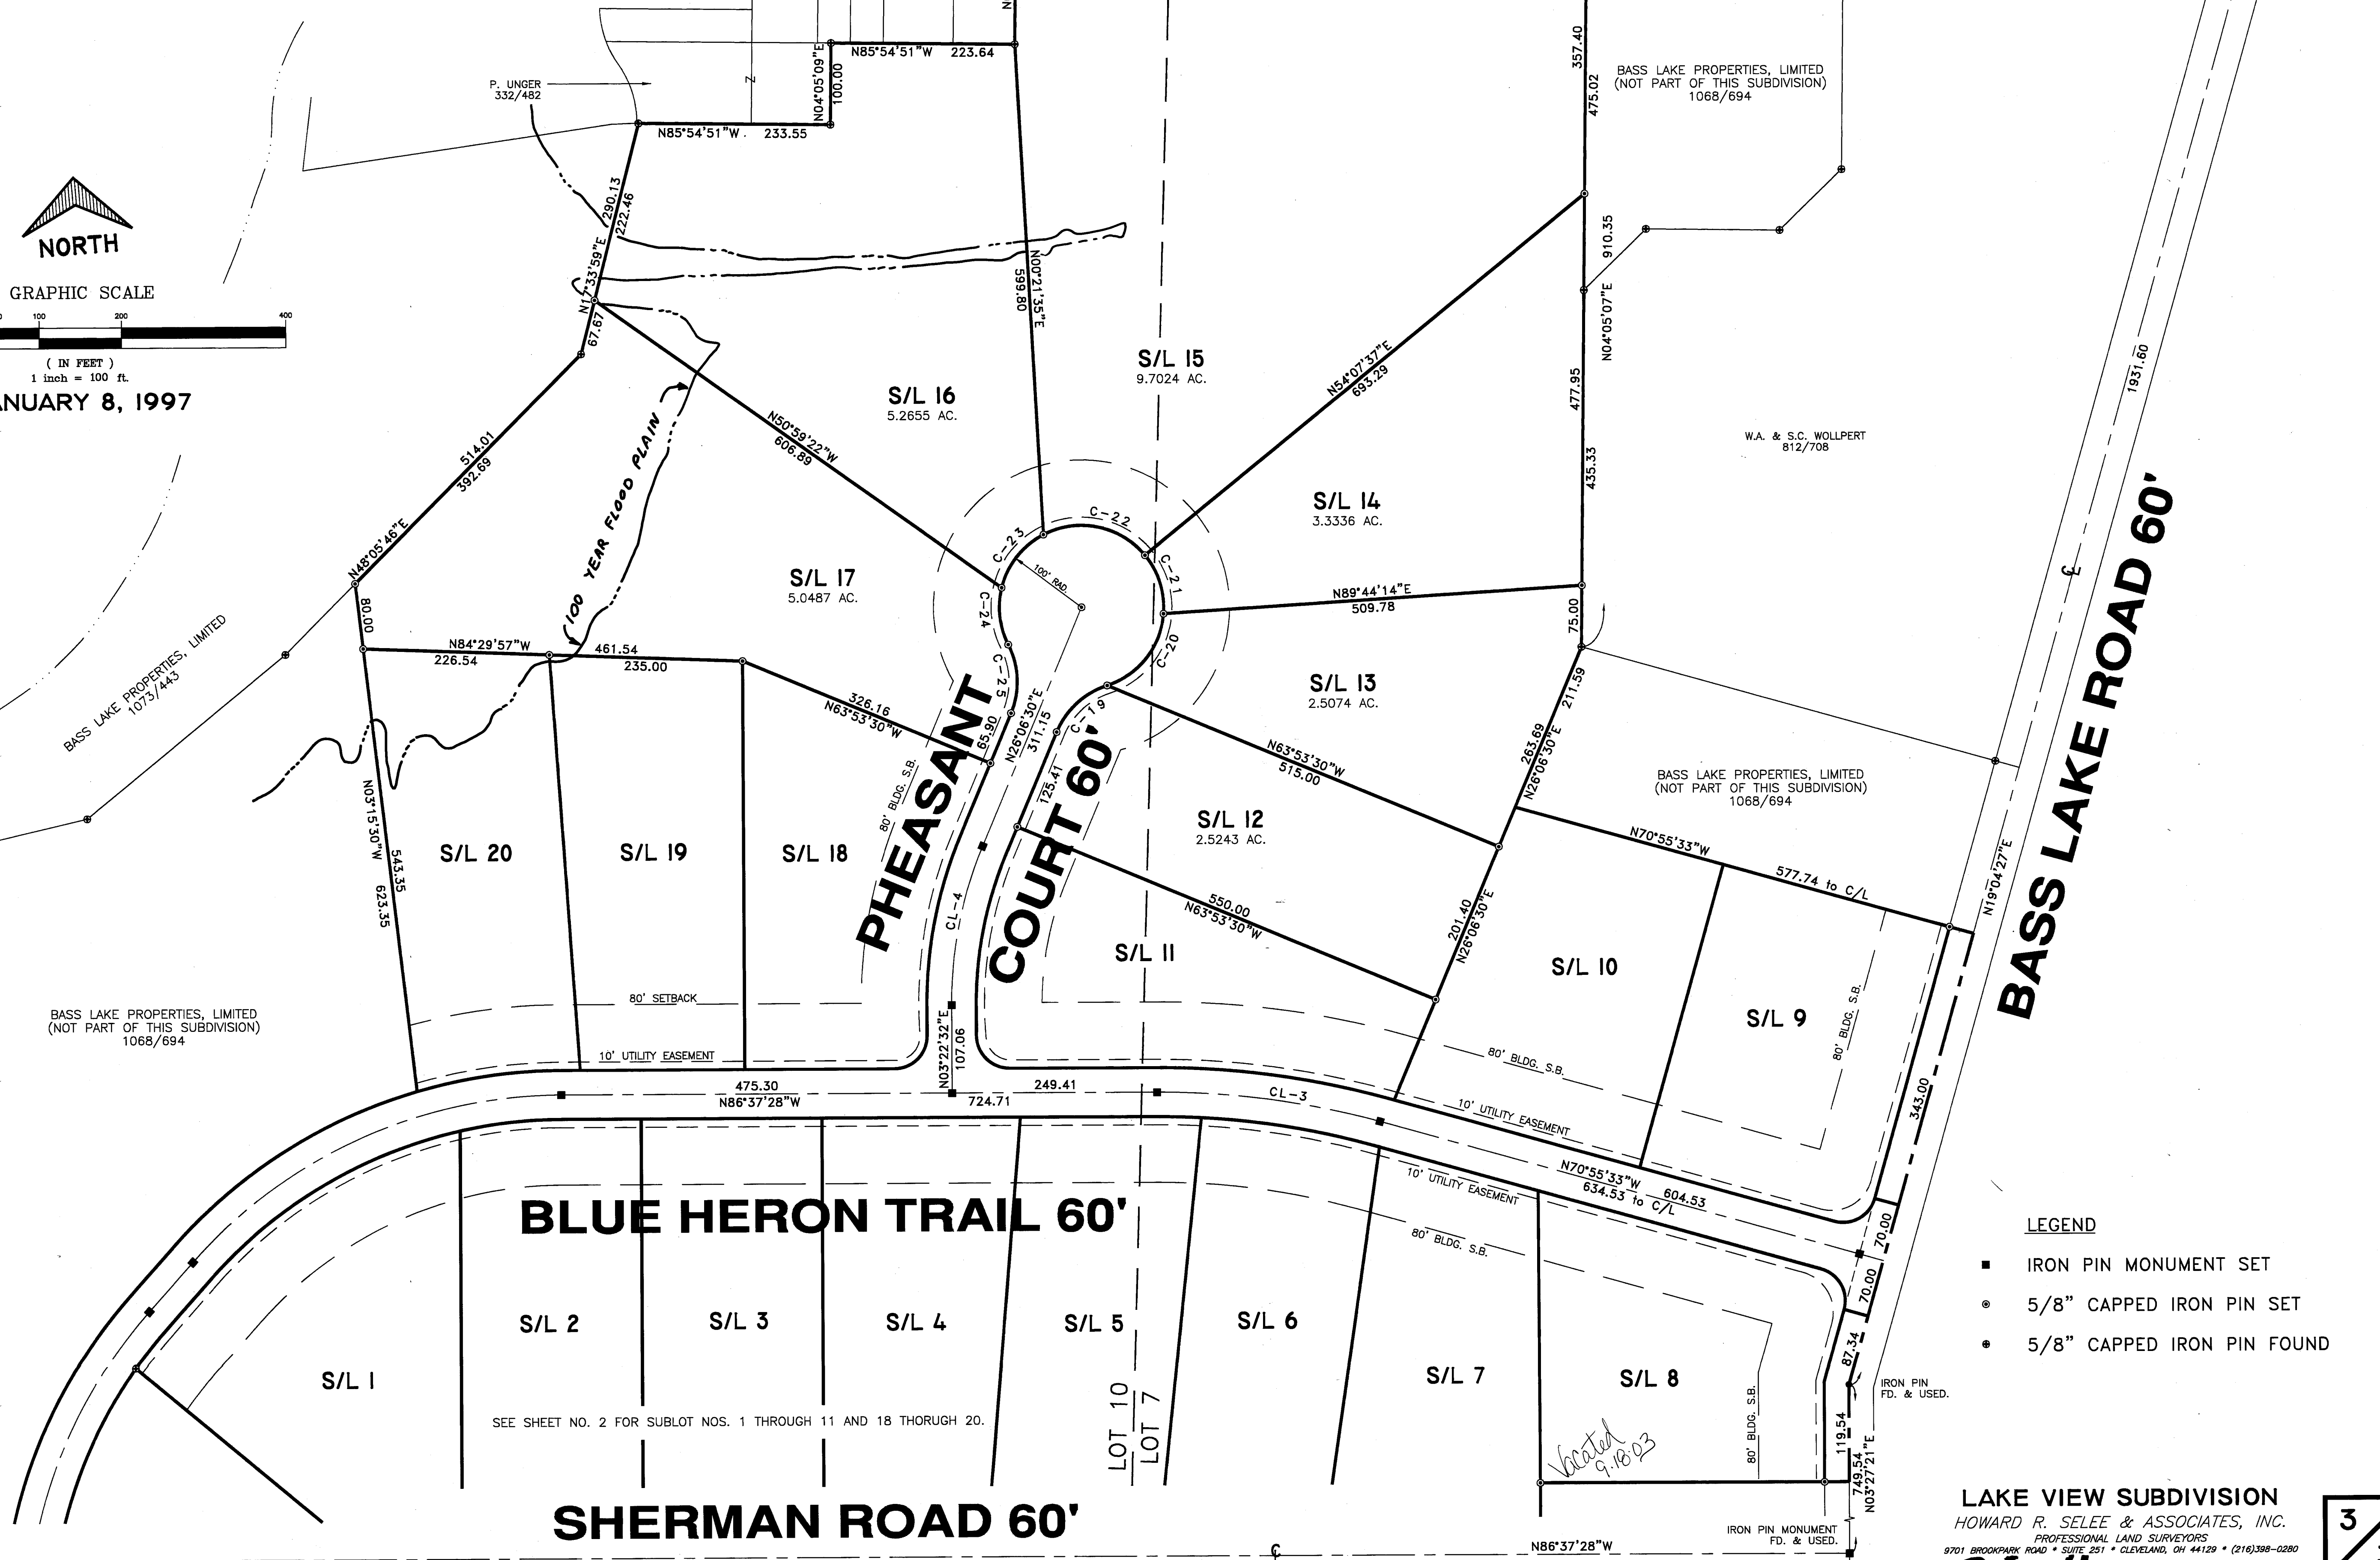 N85°54'51"W 223.64
N04°05'09"E
100.00
P. UNGER
332/482
N85°54'51"W. 233.55
N
Z
357.40
475.02
BASS LAKE PROPERTIES, LIMITED
(NOT PART OF THIS SUBDIVISION)
1068/694
NORTH
GRAPHIC SCALE
100 200 400
( IN FEET )
1 inch = 100 ft.
ANUARY 8, 1997
290.13
222.46
N17°33'59"E
67.67
N00°21'35"E
599.80
S/L 15
9.7024 AC.
S/L 16
5.2655 AC.
N54°07'37"E
693.29
910.35
N04°05'07"E
477.95
435.33
W.A. & S.C. WOLLPERT
812/708
1931.60
514.01
392.69
N48°05'46"E
100 YEAR FLOOD PLAIN
N50°59'22"W
606.89
S/L 14
3.3336 AC.
S/L 17
5.0487 AC.
C-22
C-23
C-21
C-24
C-20
C-25
C-19
100' RAD.
N89°44'14"E
509.78
75.00
80.00
N84°29'57"W 461.54
226.54 235.00
BASS LAKE PROPERTIES, LIMITED
1073/443
326.16
N63°53'30"W
65.90
N26°06'30"E
311.15
125.41
S/L 13
2.5074 AC.
211.59
263.69
N26°06'30"E
N63°53'30"W
515.00
BASS LAKE PROPERTIES, LIMITED
(NOT PART OF THIS SUBDIVISION)
1068/694
BASS LAKE ROAD 60'
PHEASANT
COURT 60'
80' BLDG. S.B.
S/L 12
2.5243 AC.
N70°55'33"W
577.74 to C/L
N19°04'27"E
N03°15'30"W
543.35
623.35
S/L 20
S/L 19
S/L 18
550.00
N63°53'30"W
201.40
N26°06'30"E
CL-4
S/L 11
S/L 10
S/L 9
80' BLDG. S.B.
80' SETBACK
BASS LAKE PROPERTIES, LIMITED
(NOT PART OF THIS SUBDIVISION)
1068/694
10' UTILITY EASEMENT
N03°22'32"E
107.06
80' BLDG. S.B.
475.30 249.41
N86°37'28"W 724.71
CL-3
10' UTILITY EASEMENT
343.00
N70°55'33"W 604.53
634.53 to C/L
10' UTILITY EASEMENT
80' BLDG. S.B.
70.00
70.00
BLUE HERON TRAIL 60'
LEGEND
IRON PIN MONUMENT SET
5/8" CAPPED IRON PIN SET
5/8" CAPPED IRON PIN FOUND
S/L 1
S/L 2
S/L 3
S/L 4
S/L 5
S/L 6
S/L 7
S/L 8
87.34
IRON PIN
FD. & USED.
LOT 10
LOT 7
SEE SHEET NO. 2 FOR SUBLOT NOS. 1 THROUGH 11 AND 18 THORUGH 20.
Vacated
9.18.03
80' BLDG. S.B.
119.54
749.54
N03°27'21"E
SHERMAN ROAD 60'
IRON PIN MONUMENT
FD. & USED.
N86°37'28"W
LAKE VIEW SUBDIVISION
HOWARD R. SELEE & ASSOCIATES, INC.
PROFESSIONAL LAND SURVEYORS
9701 BROOKPARK ROAD * SUITE 251 * CLEVELAND, OH 44129 * (216)398-0280
3